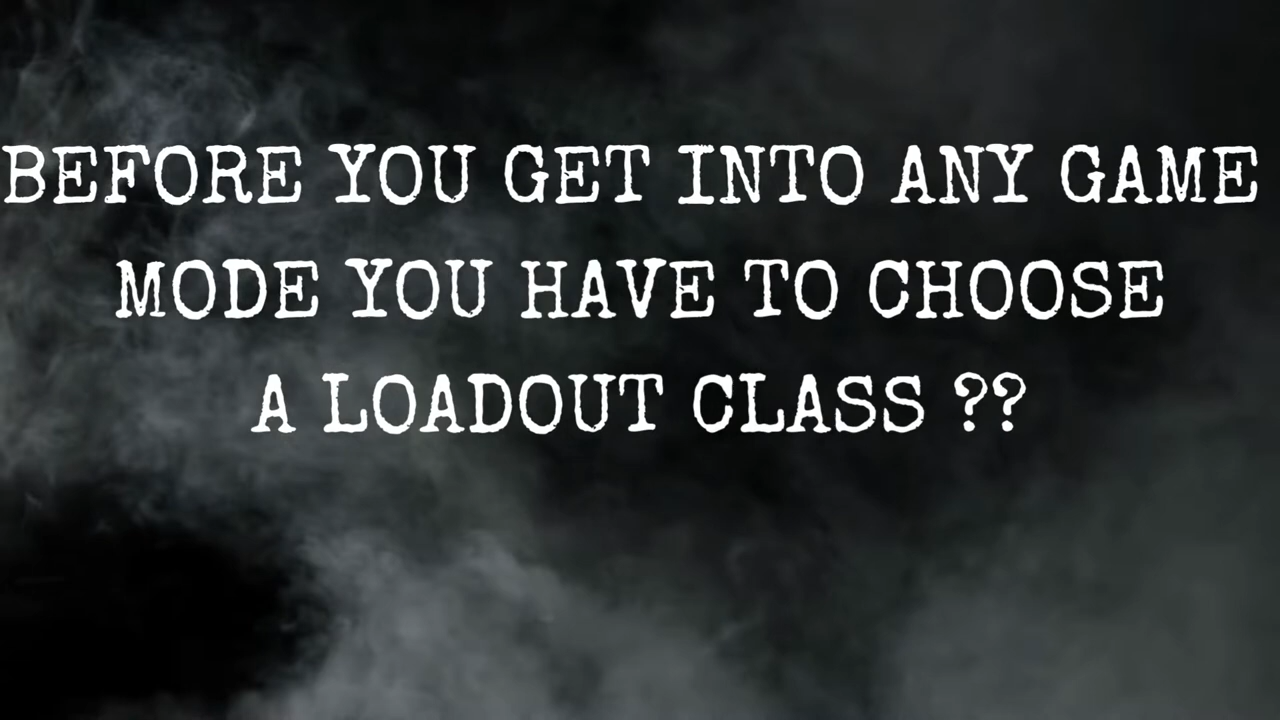 BEFORE YOU GET INTO ANY GAME
MODE YOU HAVE TO CHOOSE
A LOADOUT CLASS ??